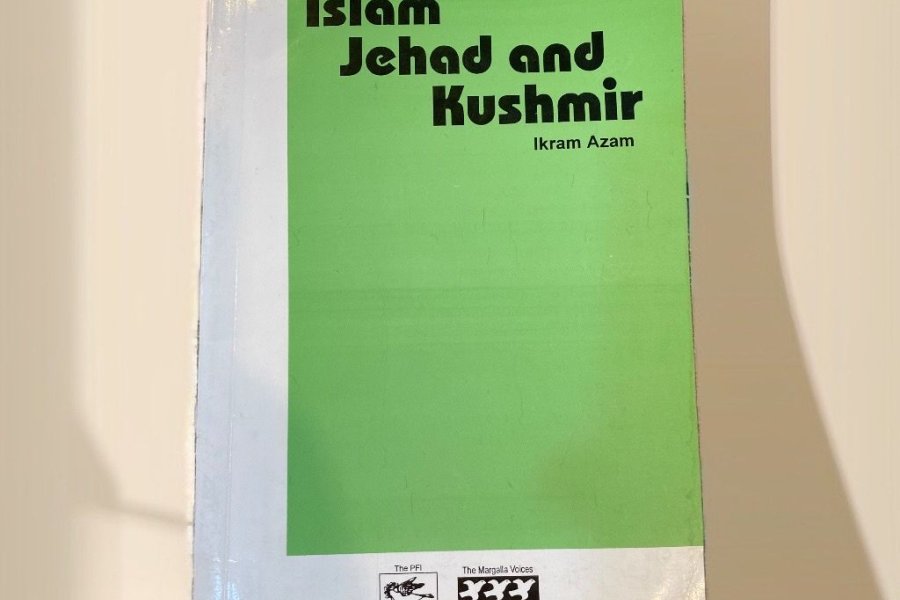 Islam
Jehad and
Kushmir
Ikram Azam
The PFI
The Margalla Voices